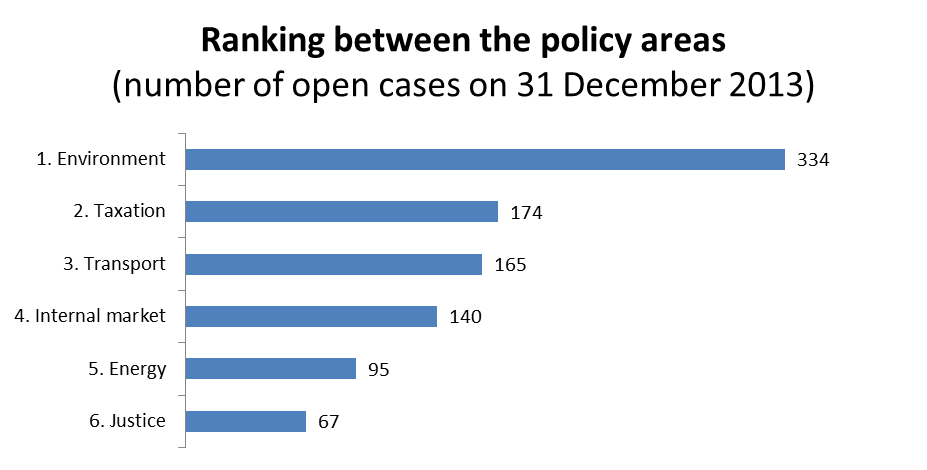 Ranking between the policy areas
(number of open cases on 31 December 2013)
1. Environment 334
2. Taxation 174
3. Transport 165
4. Internal market 140
5. Energy 95
6. Justice 67